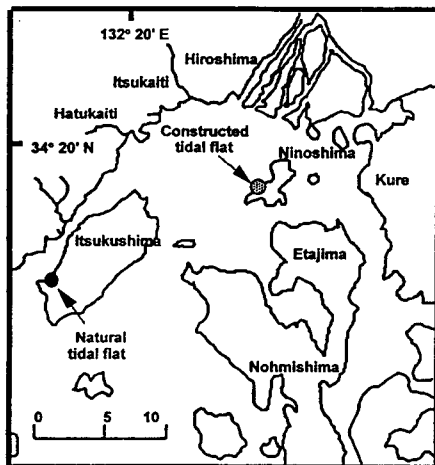 132° 20' E
Hiroshima
Itsukaiti
Hatukaiti
Constructed
tidal flat
34° 20' N
Ninoshima
Kure
Itsukushima
Etajima
Natural
tidal flat
Nohmishima
0 5 10